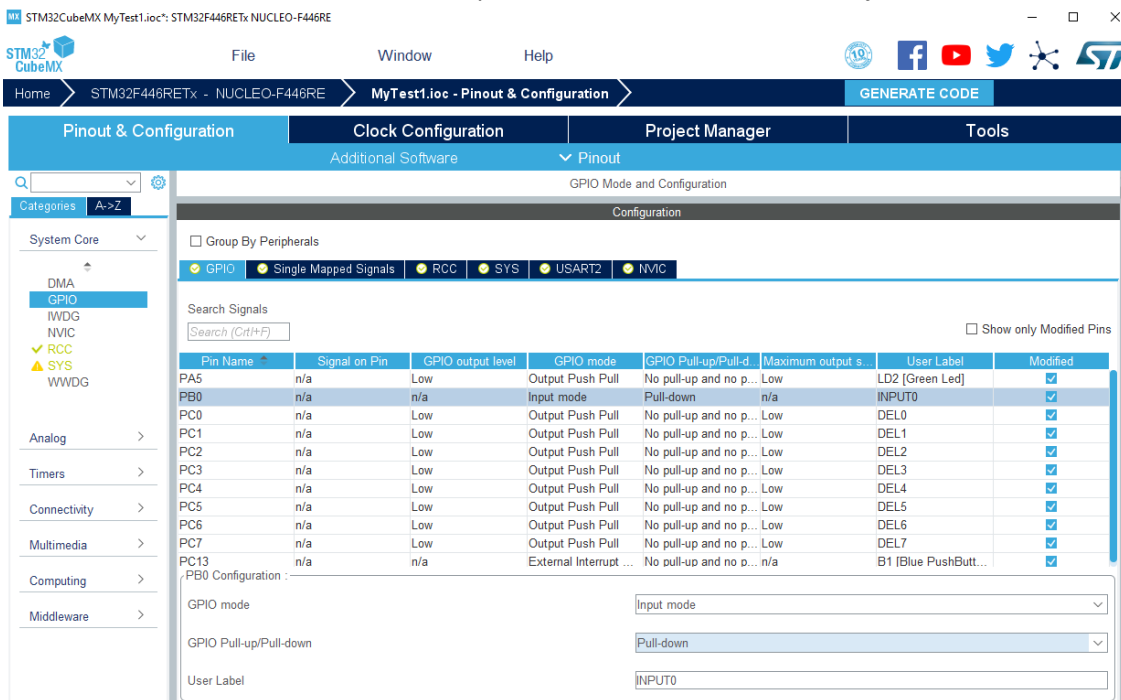 MX STM32CubeMX MyTest1.ioc*: STM32F446RETx NUCLEO-F446RE
STM32 CubeMX File Window Help 10 f ST
Home STM32F446RETx - NUCLEO-F446RE MyTest1.ioc - Pinout & Configuration GENERATE CODE
Pinout & Configuration Clock Configuration Project Manager Tools
Additional Software Pinout
GPIO Mode and Configuration
Categories A->Z
Configuration
System Core
Group By Peripherals
GPIO Single Mapped Signals RCC SYS USART2 NVIC
DMA
GPIO
IWDG
NVIC
RCC
SYS
WWDG
Analog
Timers
Connectivity
Multimedia
Computing
Middleware
Search Signals
Search (Crtl+F) Show only Modified Pins
Pin Name Signal on Pin GPIO output level GPIO mode GPIO Pull-up/Pull-d... Maximum output s... User Label Modified
PA5 n/a Low Output Push Pull No pull-up and no p... Low LD2 [Green Led]
PB0 n/a n/a Input mode Pull-down n/a INPUT0
PC0 n/a Low Output Push Pull No pull-up and no p... Low DEL0
PC1 n/a Low Output Push Pull No pull-up and no p... Low DEL1
PC2 n/a Low Output Push Pull No pull-up and no p... Low DEL2
PC3 n/a Low Output Push Pull No pull-up and no p... Low DEL3
PC4 n/a Low Output Push Pull No pull-up and no p... Low DEL4
PC5 n/a Low Output Push Pull No pull-up and no p... Low DEL5
PC6 n/a Low Output Push Pull No pull-up and no p... Low DEL6
PC7 n/a Low Output Push Pull No pull-up and no p... Low DEL7
PC13 n/a n/a External Interrupt ... No pull-up and no p... n/a B1 [Blue PushButt...
PB0 Configuration :
GPIO mode Input mode
GPIO Pull-up/Pull-down Pull-down
User Label INPUT0